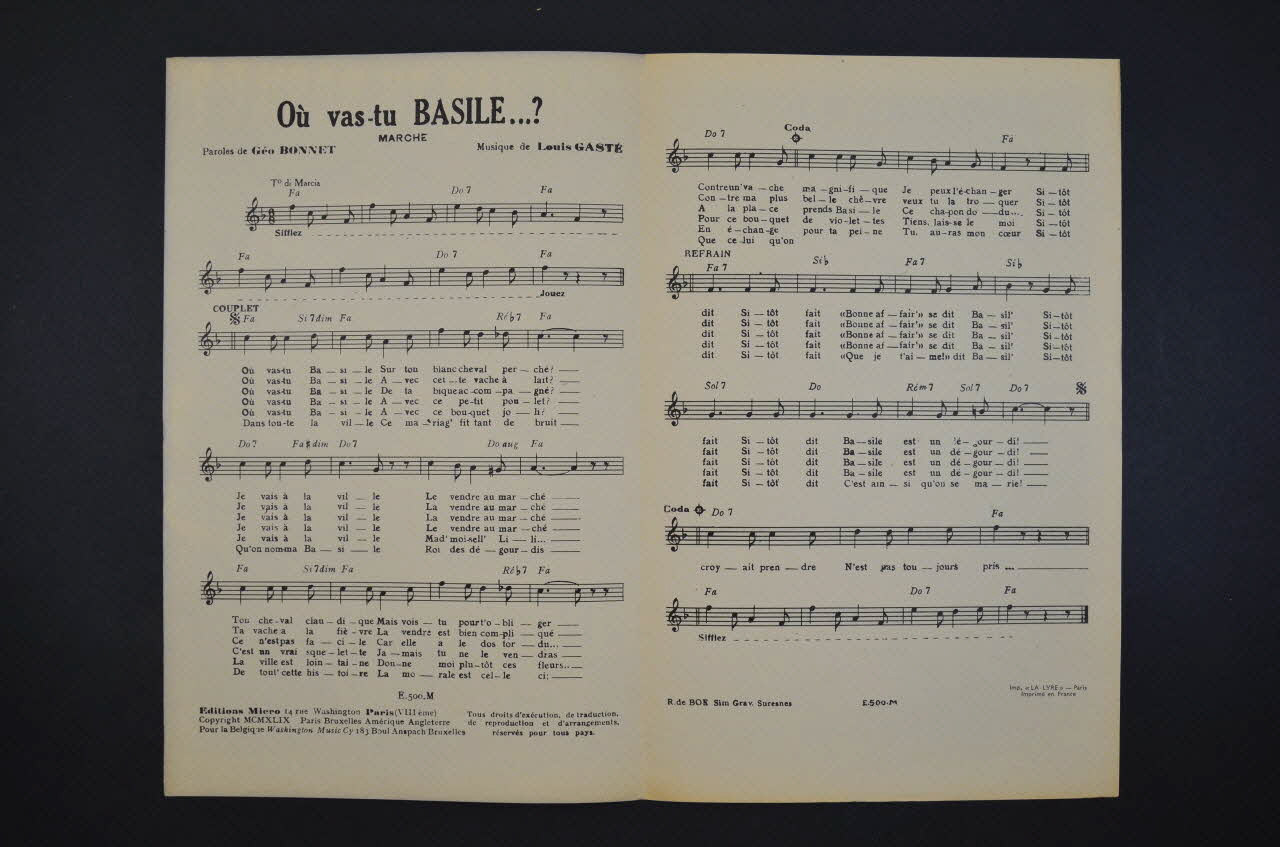 Où vas-tu BASILE...?
MARCHE
Paroles de Géo BONNET
Musique de Louis GASTÉ
T° di Marcia
Fa Do 7 Fa
Sifflez
Fa Do 7 Fa
Jouez
COUPLET
Fa Si 7 dim Fa Ré♭7 Fa
Où vas-tu Ba — si — le Sur ton blanc cheval per — ché?
Où vas-tu Ba — si — le A — vec cet — te vache à lait?
Où vas-tu Ba — si — le De ta bique ac — com — pa — gné?
Où vas-tu Ba — si — le A — vec ce pe — tit pou — let?
Où vas-tu Ba — si — le A — vec ce bou — quet jo — li?
Dans tou-te la vil — le Ce ma — riag' fit tant de bruit
Do 7 Fa♯dim Do 7 Do aug Fa
Je vais à la vil — le Le vendre au mar — ché
Je vais à la vil — le La vendre au mar — ché
Je vais à la vil — le La vendre au mar — ché
Je vais à la vil — le Le vendre au mar — ché
Je vais à la vil — le Mad' moi-sell' Li — li...
Qu'on nom-ma Ba — si — le Roi des dé — gour — dis
Fa Si 7 dim Fa Ré♭7 Fa
Ton che — val clau — di — que Mais vois — tu pour t'o — bli — ger
Ta vache a la fiè — vre La vendre est bien com — pli — qué
Ce n'est pas fa — ci — le Car elle a le dos tor — du...
C'est un vrai sque — let — te Ja — mais tu ne le ven — dras
La ville est loin — tai — ne Don — ne moi plu — tôt ces fleurs...
De tout' cette his — toi — re La mo — rale est cel — le ci:
E.500.M
Editions Micro 14 rue Washington Paris (VIIIème)
Copyright MCMXLIX Paris Bruxelles Amérique Angleterre
Pour la Belgique Washington Music Cy 183 Boul Anspach Bruxelles
Tous droits d'exécution, de traduction,
de reproduction et d'arrangements,
réservés pour tous pays.
Do 7 Coda Fa
Contre un' va — che ma — gni — fi — que Je peux l'é — chan — ger Si — tôt
Con — tre ma plus bel — le chè — vre veux tu la tro — quer Si — tôt
A la pla — ce prends Ba si — le Ce cha — pon do — du... Si — tôt
Pour ce bou — quet de vio — let — tes Tiens, lais — se le moi Si — tôt
En é — chan — ge pour ta pei — ne Tu, au — ras mon cœur Si — tôt
Que ce — lui qu'on
REFRAIN
Fa 7 Si♭ Fa 7 Si♭
dit Si — tôt fait «Bonne af — fair'» se dit Ba — sil' Si — tôt
dit Si — tôt fait «Bonne af — fair'» se dit Ba — sil' Si — tôt
dit Si — tôt fait «Bonne af — fair'» se dit Ba — sil' Si — tôt
dit Si — tôt fait «Bonne af — fair'» se dit Ba — sil' Si — tôt
dit Si — tôt fait «Que je t'ai — me!» dit Ba — sil' Si — tôt
Sol 7 Do Rém 7 Sol 7 Do 7
fait Si — tôt dit Ba — sile est un dé — gour — di!
fait Si — tôt dit Ba — sile est un dé — gour — di!
fait Si — tôt dit Ba — sile est un dé — gour — di!
fait Si — tôt dit Ba — sile est un dé — gour — di!
fait Si — tôt dit C'est ain — si qu'on se ma — rie!
Coda Do 7 Fa
croy — ait pren — dre N'est pas tou — jours pris ...
Fa Do 7 Fa
Sifflez
Imp. « LA LYRE » — Paris
Imprimé en France
R. de BOE Sim Grav. Suresnes
E.500-M